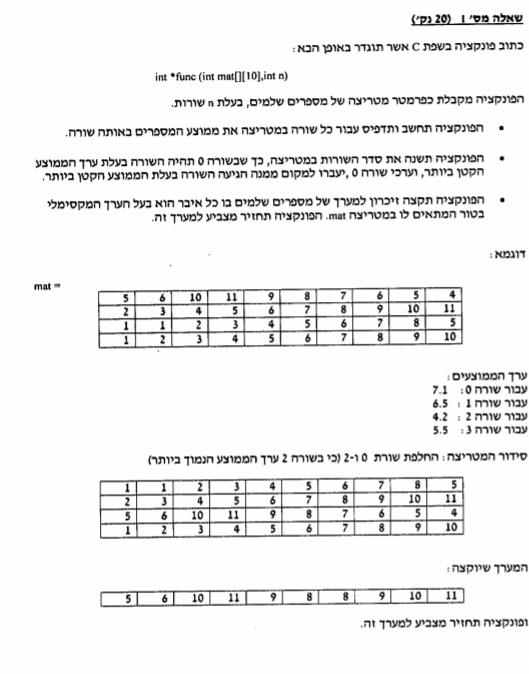 שאלה מס' 1 (20 נק')
כתוב פונקציה בשפת C אשר תוגדר באופן הבא:
int *func (int mat[][10],int n)
הפונקציה מקבלת כפרמטר מטריצה של מספרים שלמים, בעלת n שורות.
• הפונקציה תחשב ותדפיס עבור כל שורה במטריצה את ממוצע המספרים באותה שורה.
• הפונקציה תשנה את סדר השורות במטריצה, כך שבשורה 0 תהיה השורה בעלת ערך הממוצע
הקטן ביותר, וערכי שורה 0, יעברו למקום ממנה הגיעה השורה בעלת הממוצע הקטן ביותר.
• הפונקציה תקצה זיכרון למערך של מספרים שלמים בו כל איבר הוא בעל הערך המקסימלי
בטור המתאים לו במטריצה mat. הפונקציה תחזיר מצביע למערך זה.
דוגמא:
mat =
5 6 10 11 9 8 7 6 5 4
2 3 4 5 6 7 8 9 10 11
1 1 2 3 4 5 6 7 8 5
1 2 3 4 5 6 7 8 9 10
ערך הממוצעים:
עבור שורה 0: 7.1
עבור שורה 1: 6.5
עבור שורה 2: 4.2
עבור שורה 3: 5.5
סידור המטריצה: החלפת שורת 0 ו-2 (כי בשורה 2 ערך הממוצע הנמוך ביותר)
1 1 2 3 4 5 6 7 8 5
2 3 4 5 6 7 8 9 10 11
5 6 10 11 9 8 7 6 5 4
1 2 3 4 5 6 7 8 9 10
המערך שיוקצה:
5 6 10 11 9 8 8 9 10 11
ופונקציה תחזיר מצביע למערך זה.